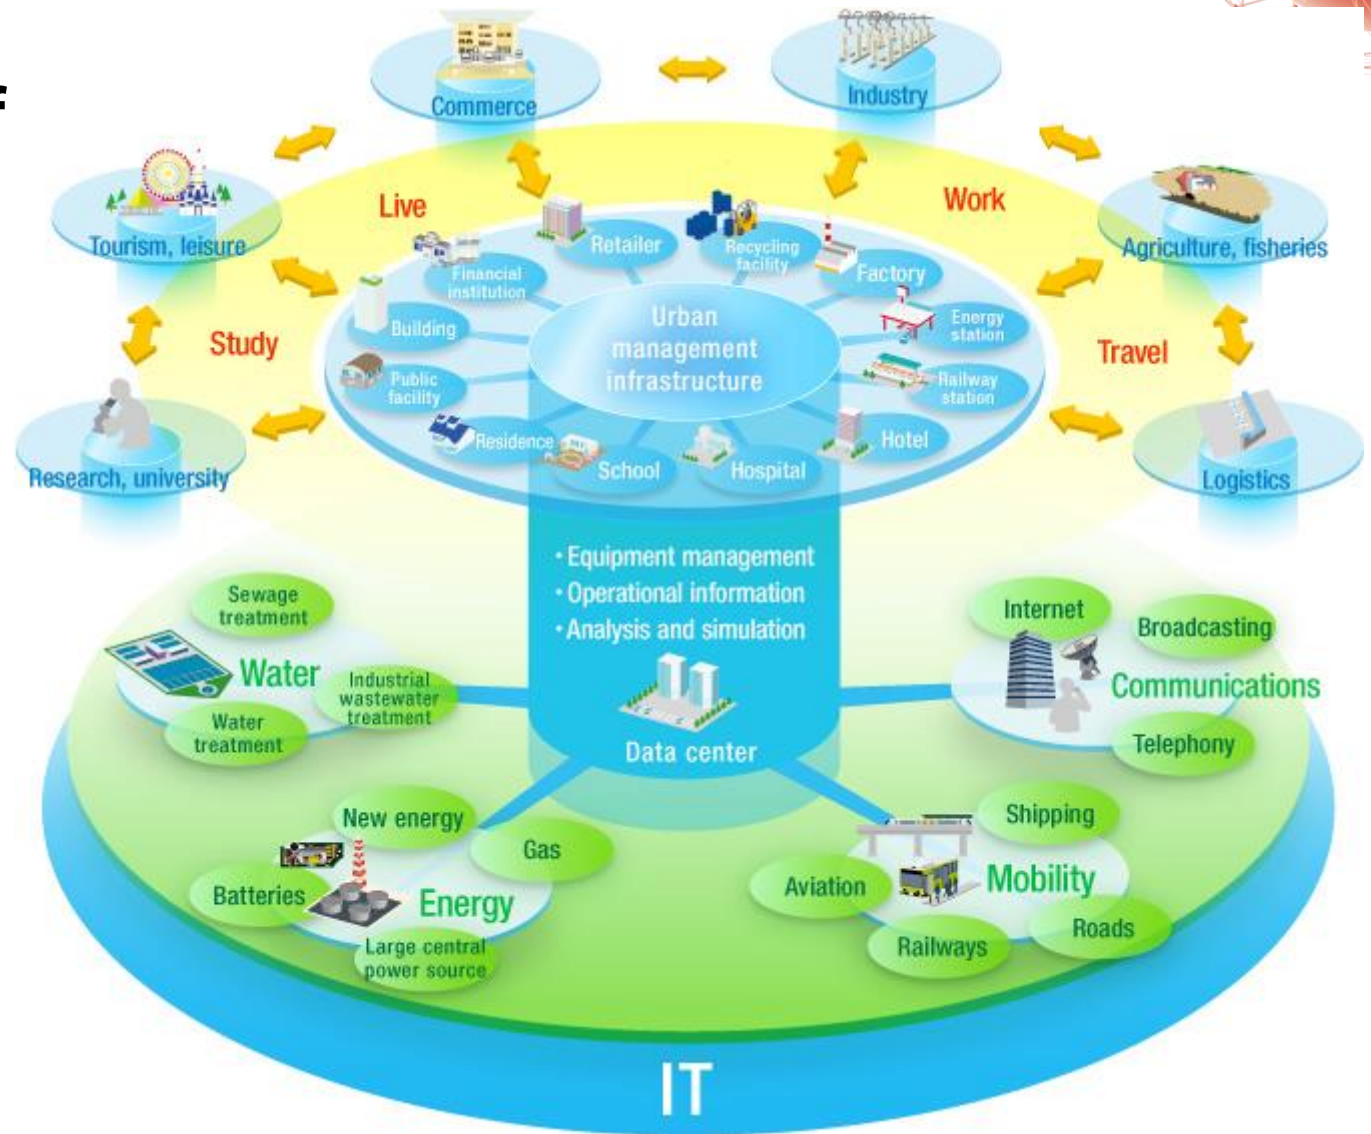 f
Commerce
Industry
Tourism, leisure
Live
Work
Agriculture, fisheries
Retailer
Recycling
facility
Financial
institution
Factory
Building
Urban
management
infrastructure
Energy
station
Study
Travel
Public
facility
Railway
station
Residence
School
Hospital
Hotel
Research, university
Logistics
• Equipment management
• Operational information
• Analysis and simulation
Data center
Sewage
treatment
Water
Industrial
wastewater
treatment
Water
treatment
Internet
Broadcasting
Communications
Telephony
New energy
Gas
Batteries
Energy
Large central
power source
Shipping
Aviation
Mobility
Railways
Roads
IT